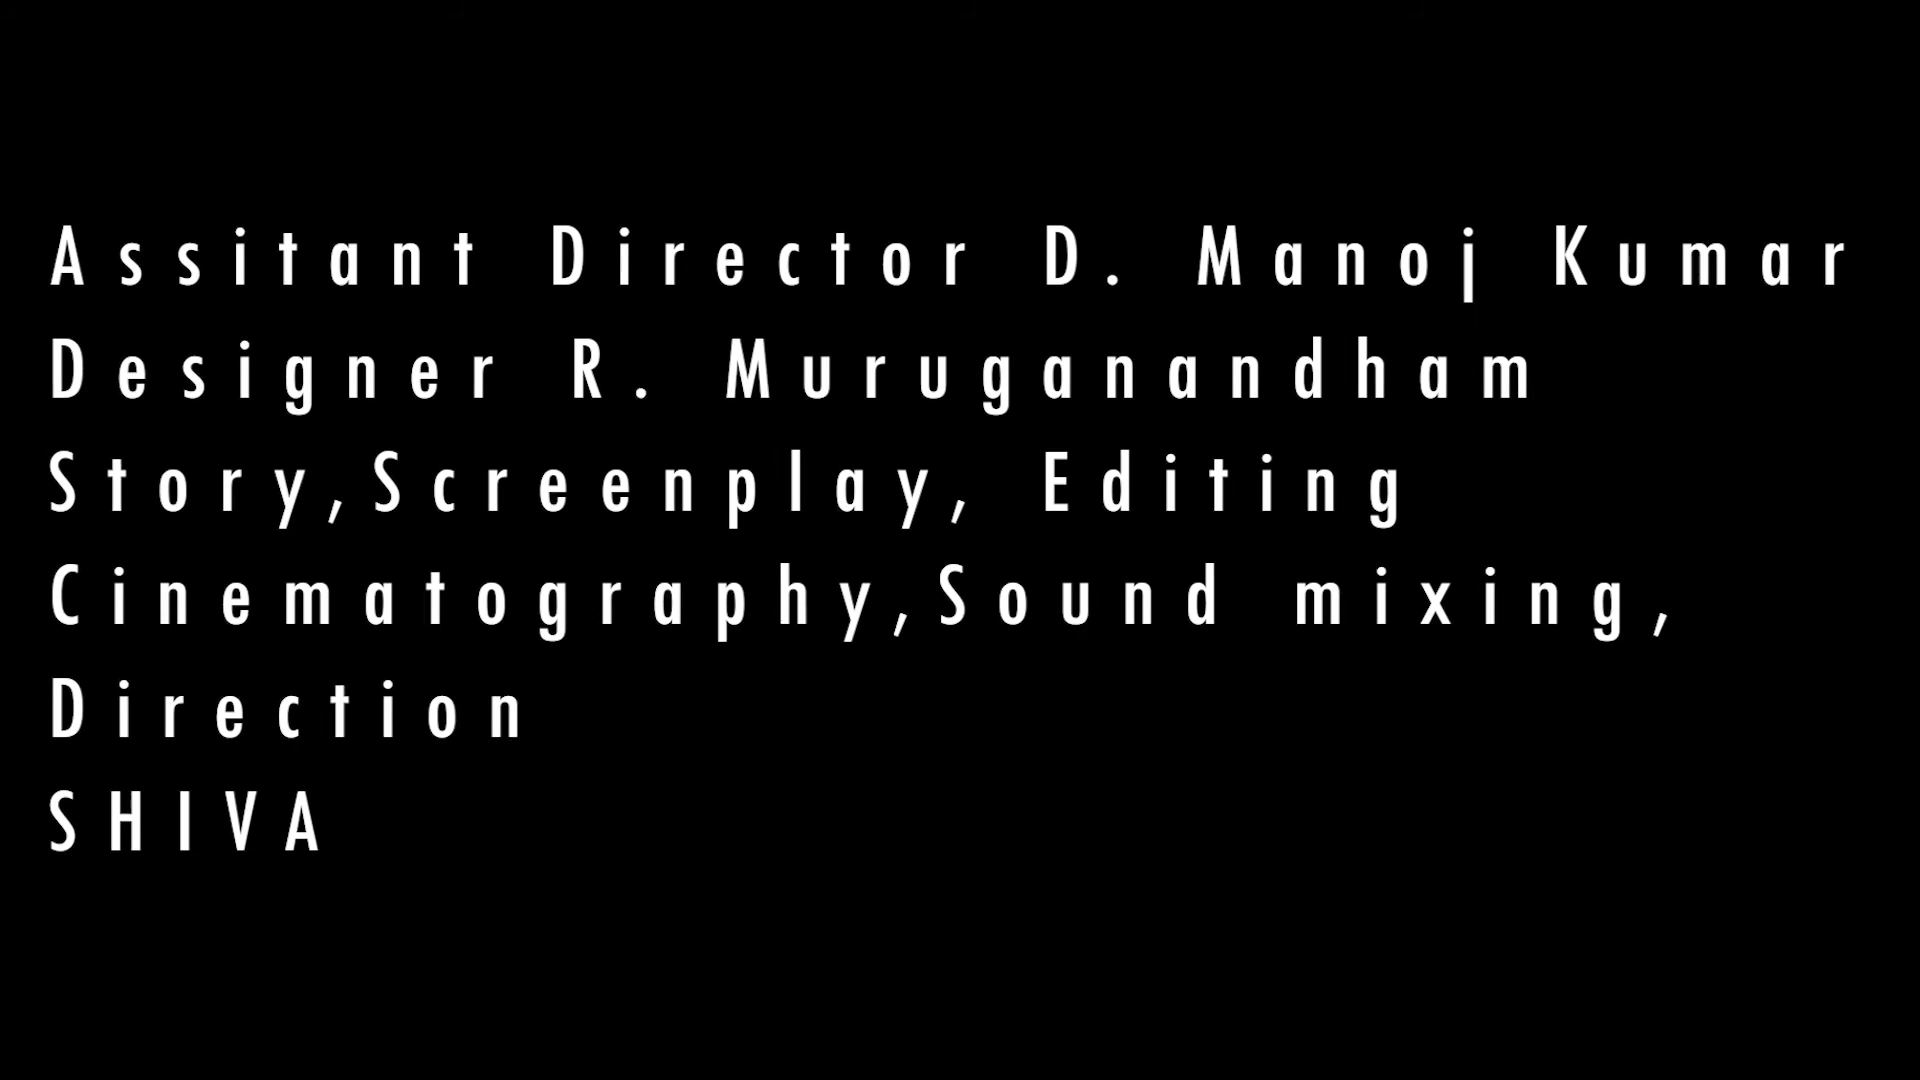 Assitant Director D. Manoj Kumar
Designer R. Muruganandham
Story,Screenplay, Editing
Cinematography,Sound mixing,
Direction
SHIVA